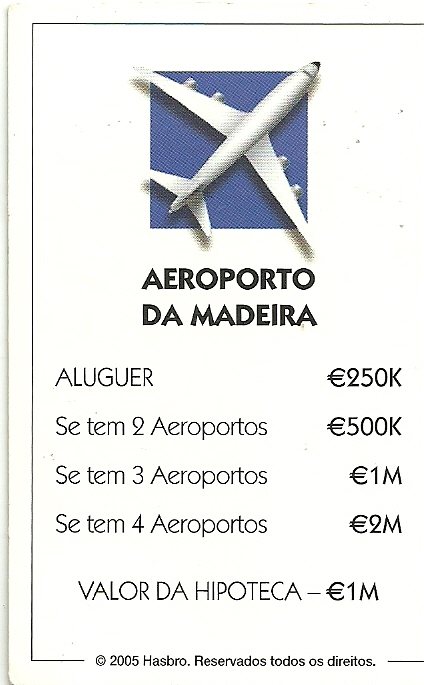 AEROPORTO
DA MADEIRA
ALUGUER €250K
Se tem 2 Aeroportos €500K
Se tem 3 Aeroportos €1M
Se tem 4 Aeroportos €2M
VALOR DA HIPOTECA – €1M
© 2005 Hasbro. Reservados todos os direitos.